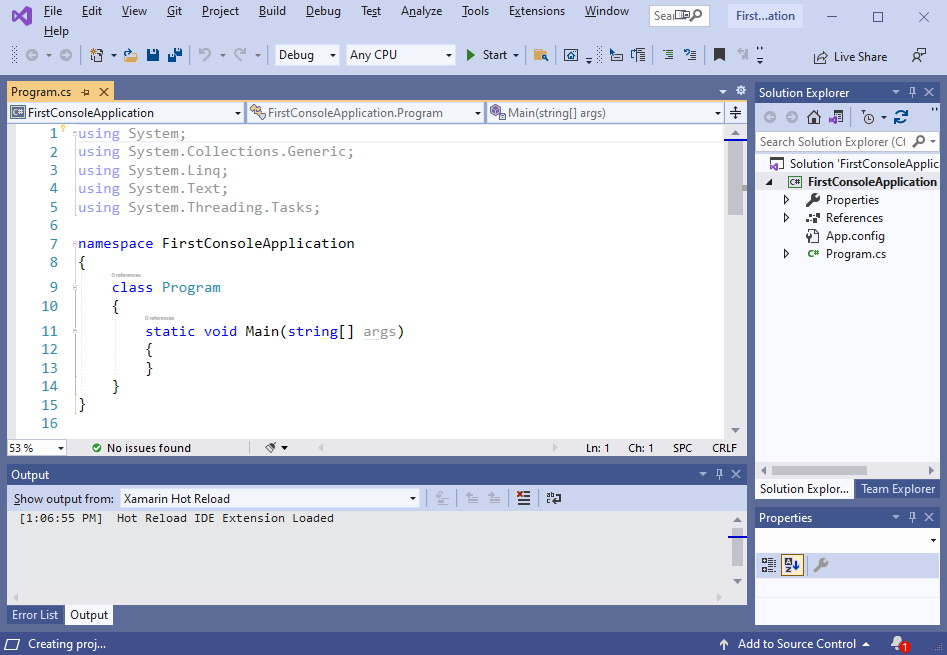 File Edit View Git Project Build Debug Test Analyze Tools Extensions Window
Help
Sea
First...ation
Debug Any CPU Start Live Share
Program.cs
FirstConsoleApplication FirstConsoleApplication.Program Main(string[] args)
1 using System;
2 using System.Collections.Generic;
3 using System.Linq;
4 using System.Text;
5 using System.Threading.Tasks;
6
7 namespace FirstConsoleApplication
8 {
0 references
9 class Program
10 {
0 references
11 static void Main(string[] args)
12 {
13 }
14 }
15 }
16
53 % No issues found Ln: 1 Ch: 1 SPC CRLF
Output
Show output from: Xamarin Hot Reload
[1:06:55 PM] Hot Reload IDE Extension Loaded
Error List Output
Solution Explorer
Search Solution Explorer (Ct
Solution 'FirstConsoleApplic
C# FirstConsoleApplication
Properties
References
App.config
C# Program.cs
Solution Explor... Team Explorer
Properties
Creating proj... Add to Source Control 1